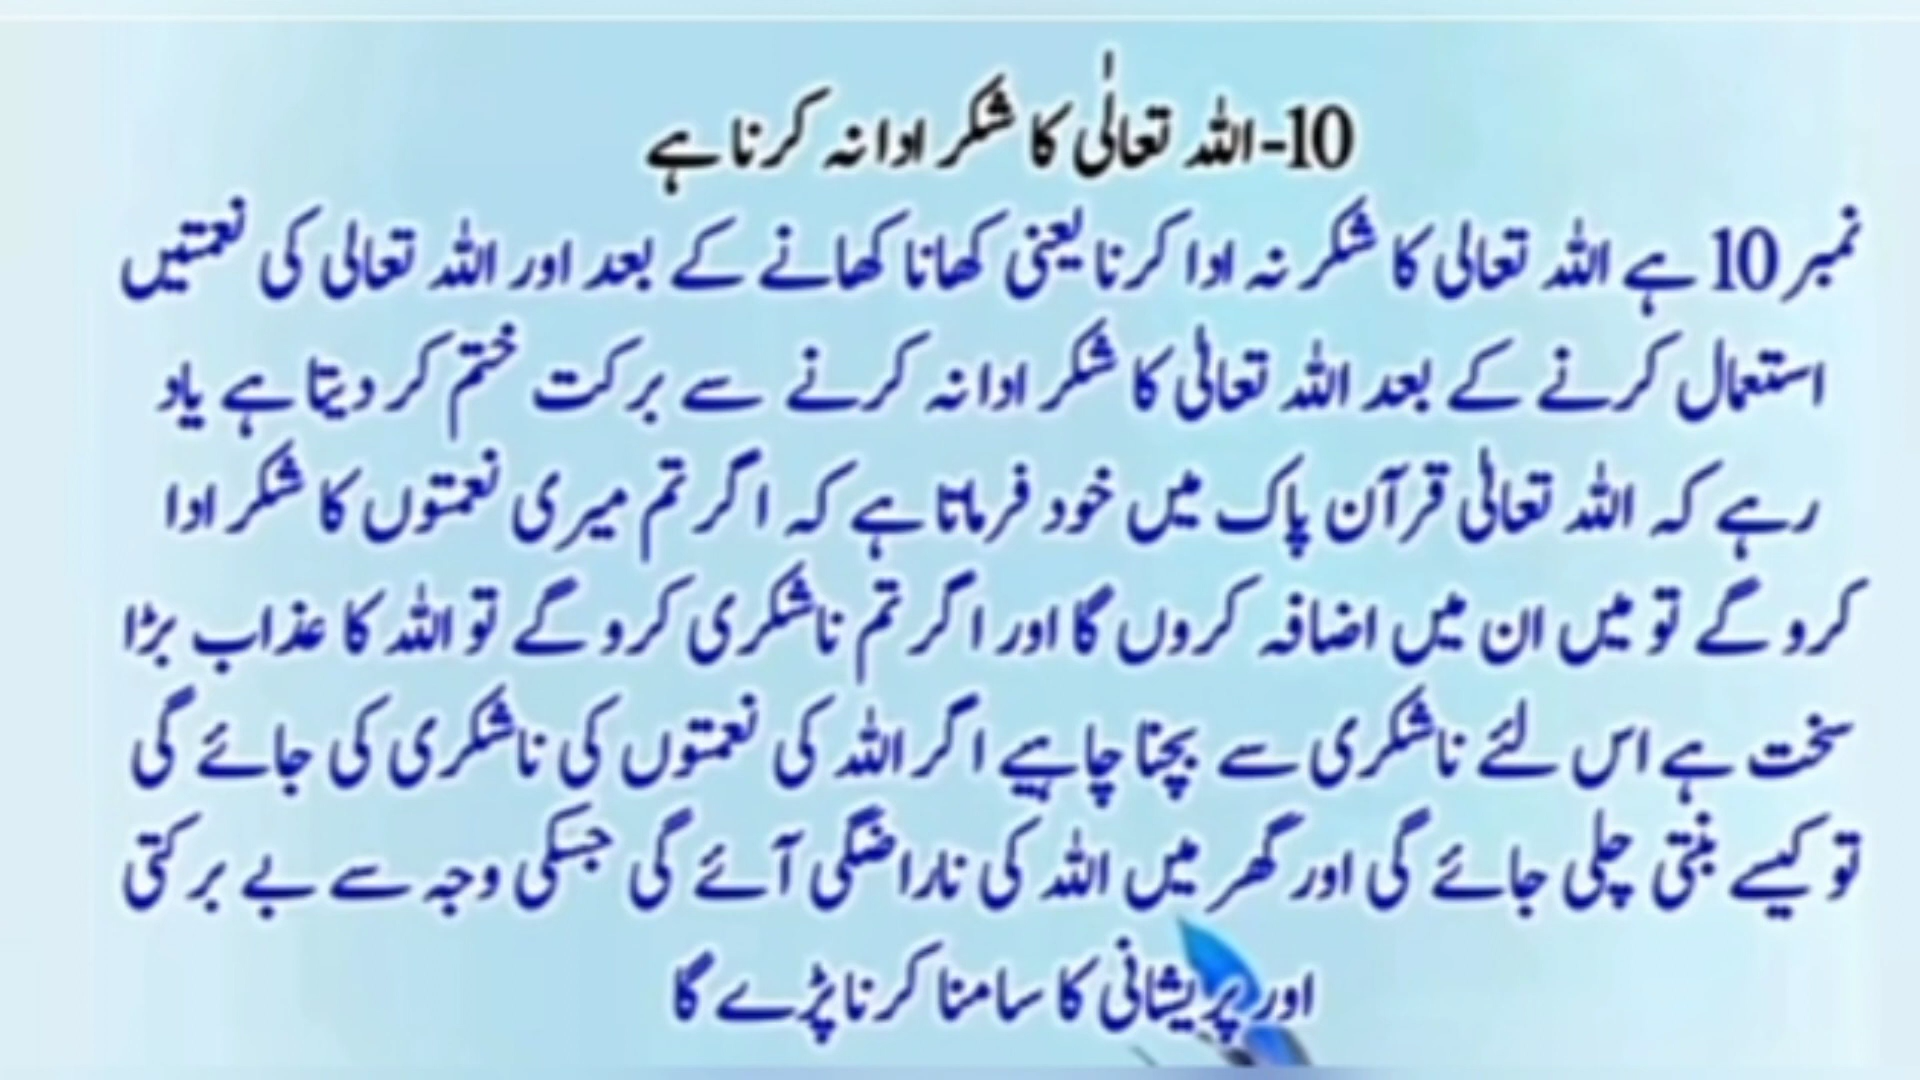 10-اللہ تعالٰی کا شکر ادا نہ کرنا ہے
نمبر 10 ہے اللہ تعالی کا شکر نہ ادا کرنا یعنی کھانا کھانے کے بعد اور اللہ تعالی کی نعمتیں
استعمال کرنے کے بعد اللہ تعالٰی کا شکر ادا نہ کرنے سے برکت ختم کر دیتا ہے یاد
رہے کہ اللہ تعالٰی قرآن پاک میں خود فرماتا ہے کہ اگر تم میری نعمتوں کا شکر ادا
کرو گے تو میں ان میں اضافہ کروں گا اور اگر تم ناشکری کرو گے تو اللہ کا عذاب بڑا
سخت ہے اس لئے ناشکری سے بچنا چاہیے اگر اللہ کی نعمتوں کی ناشکری کی جائے گی
تو کیسے بنتی چلی جائے گی اور گھر میں اللہ کی ناراضگی آئے گی جسکی وجہ سے بے برکتی
اور پریشانی کا سامنا کرنا پڑے گا